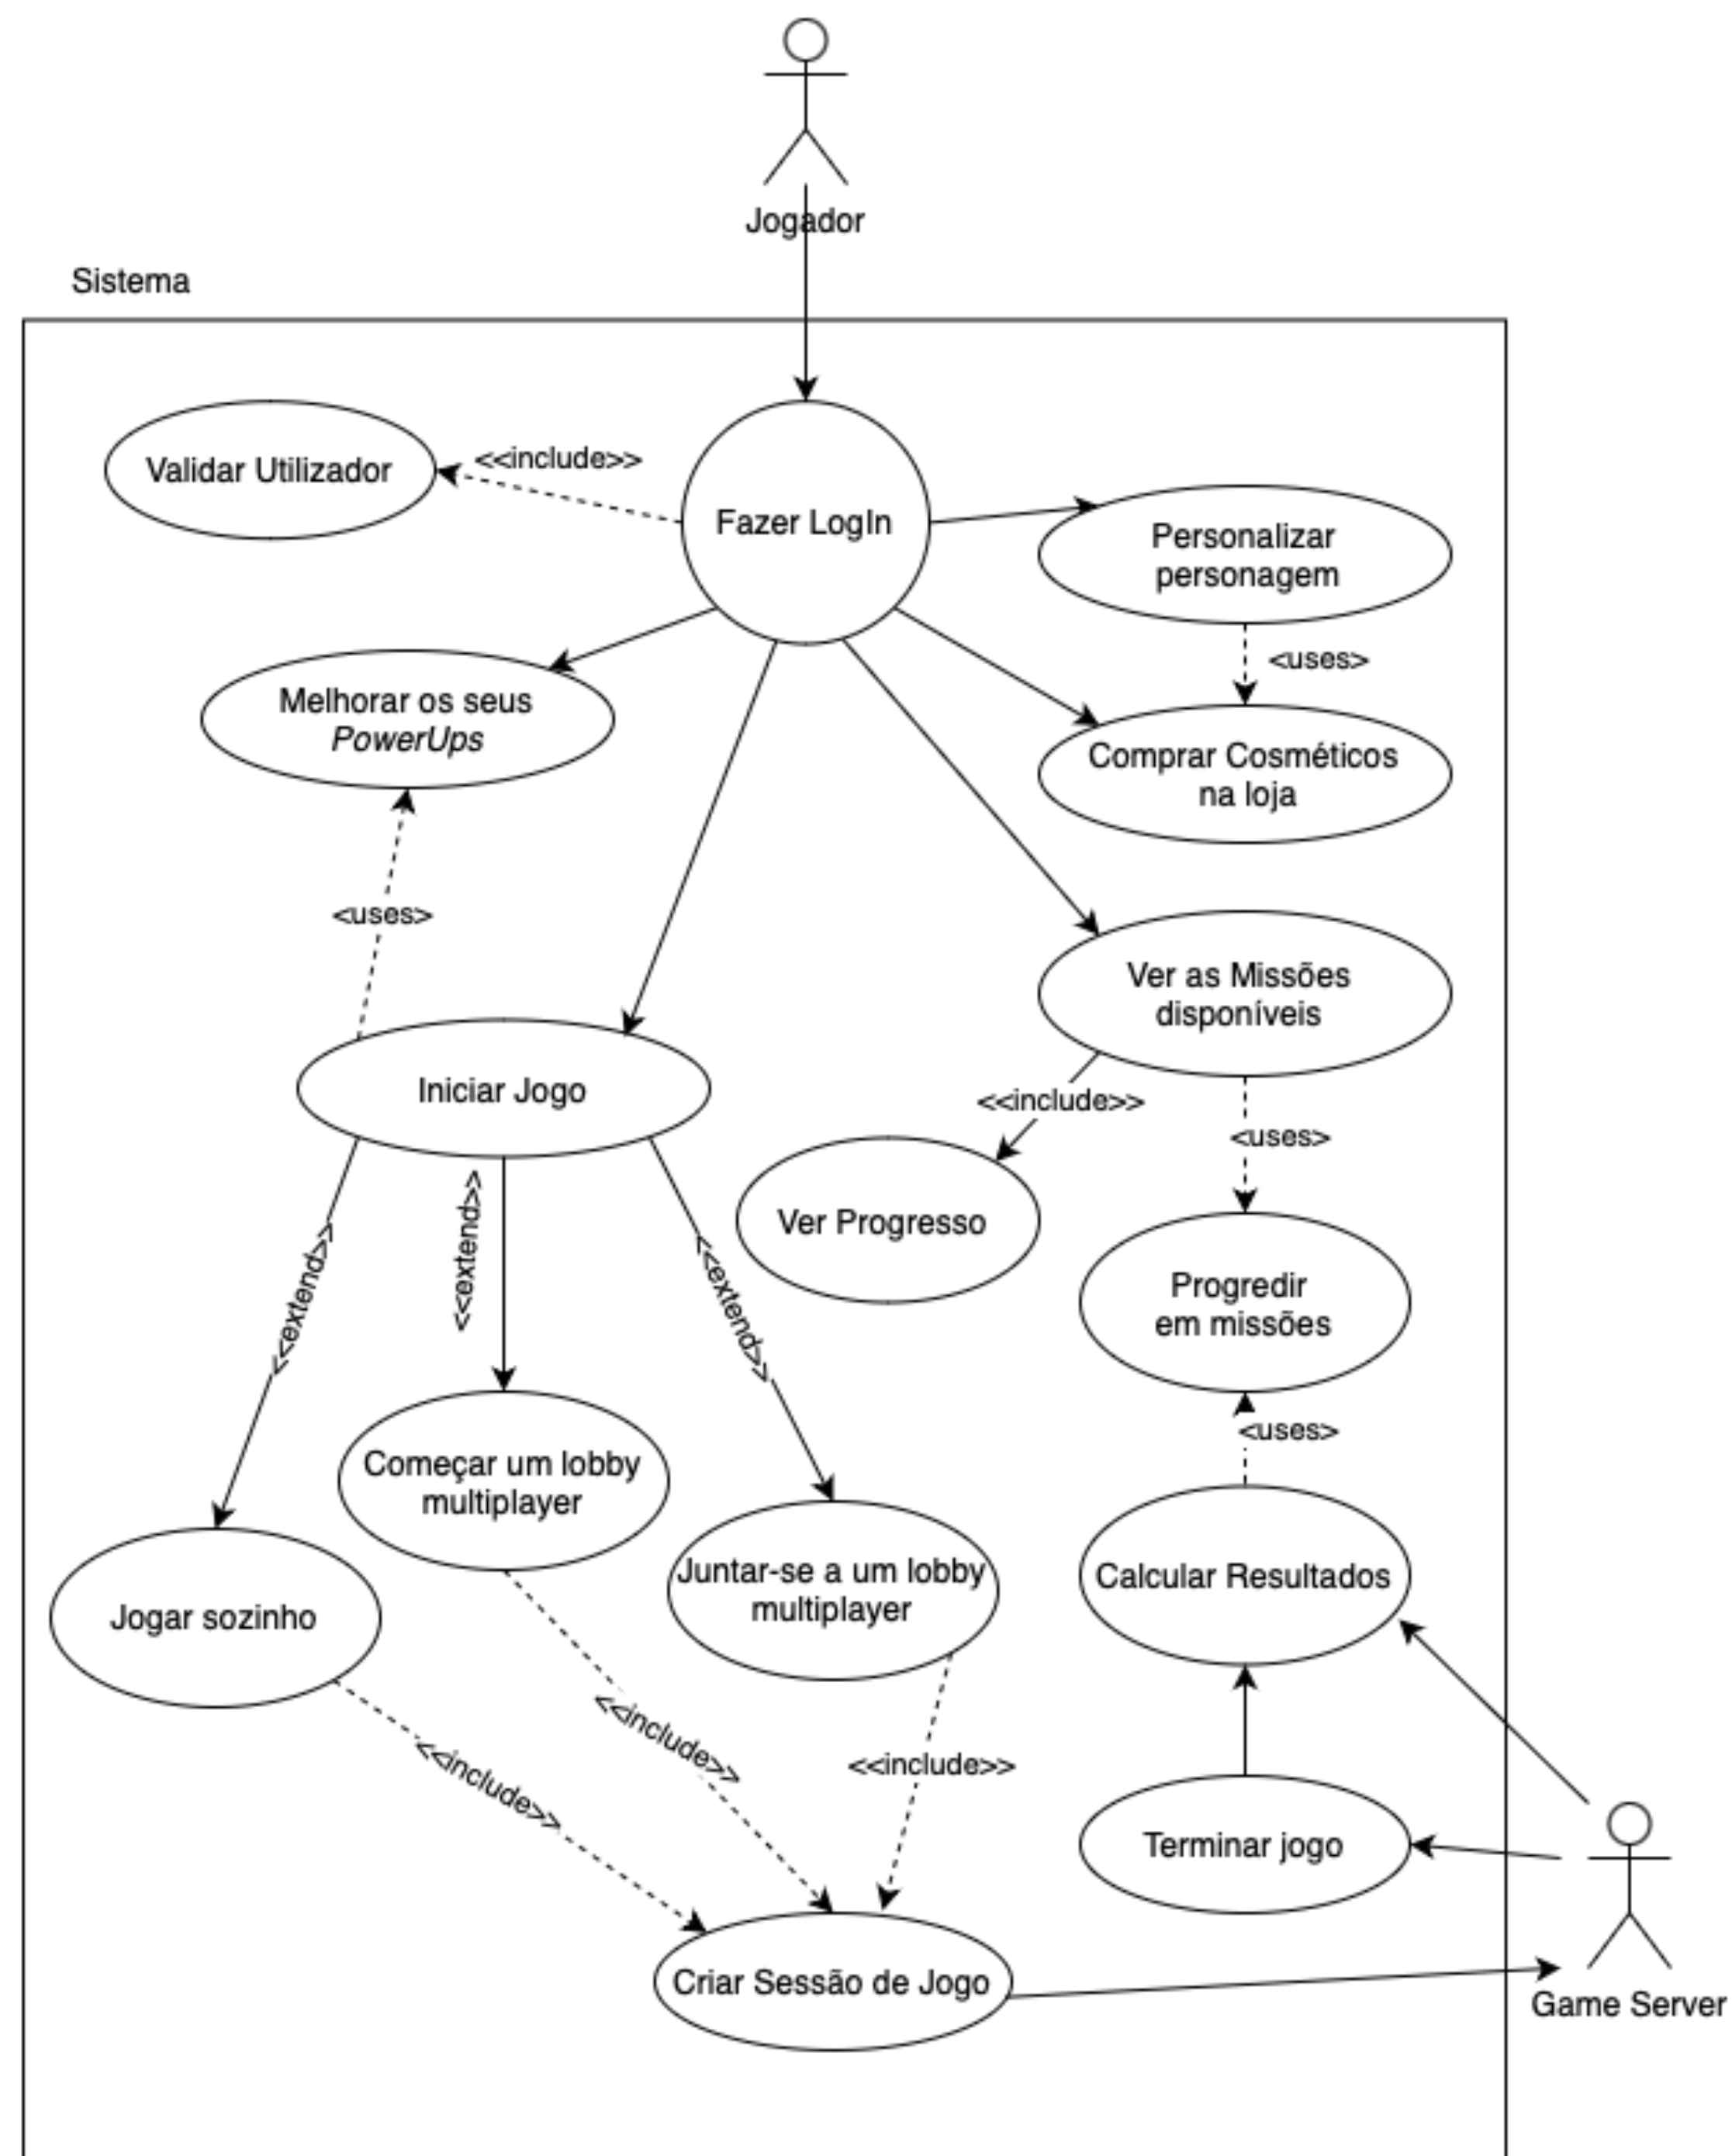 Jogador
Sistema
Validar Utilizador
<<include>>
Fazer LogIn
Personalizar
personagem
<uses>
Melhorar os seus
PowerUps
Comprar Cosméticos
na loja
<uses>
Ver as Missões
disponíveis
Iniciar Jogo
<<include>>
<uses>
<<extend>>
<<extend>>
<<extend>>
Ver Progresso
Progredir
em missões
<uses>
Começar um lobby
multiplayer
Juntar-se a um lobby
multiplayer
Calcular Resultados
Jogar sozinho
<<include>>
<<include>>
<<include>>
Terminar jogo
Criar Sessão de Jogo
Game Server